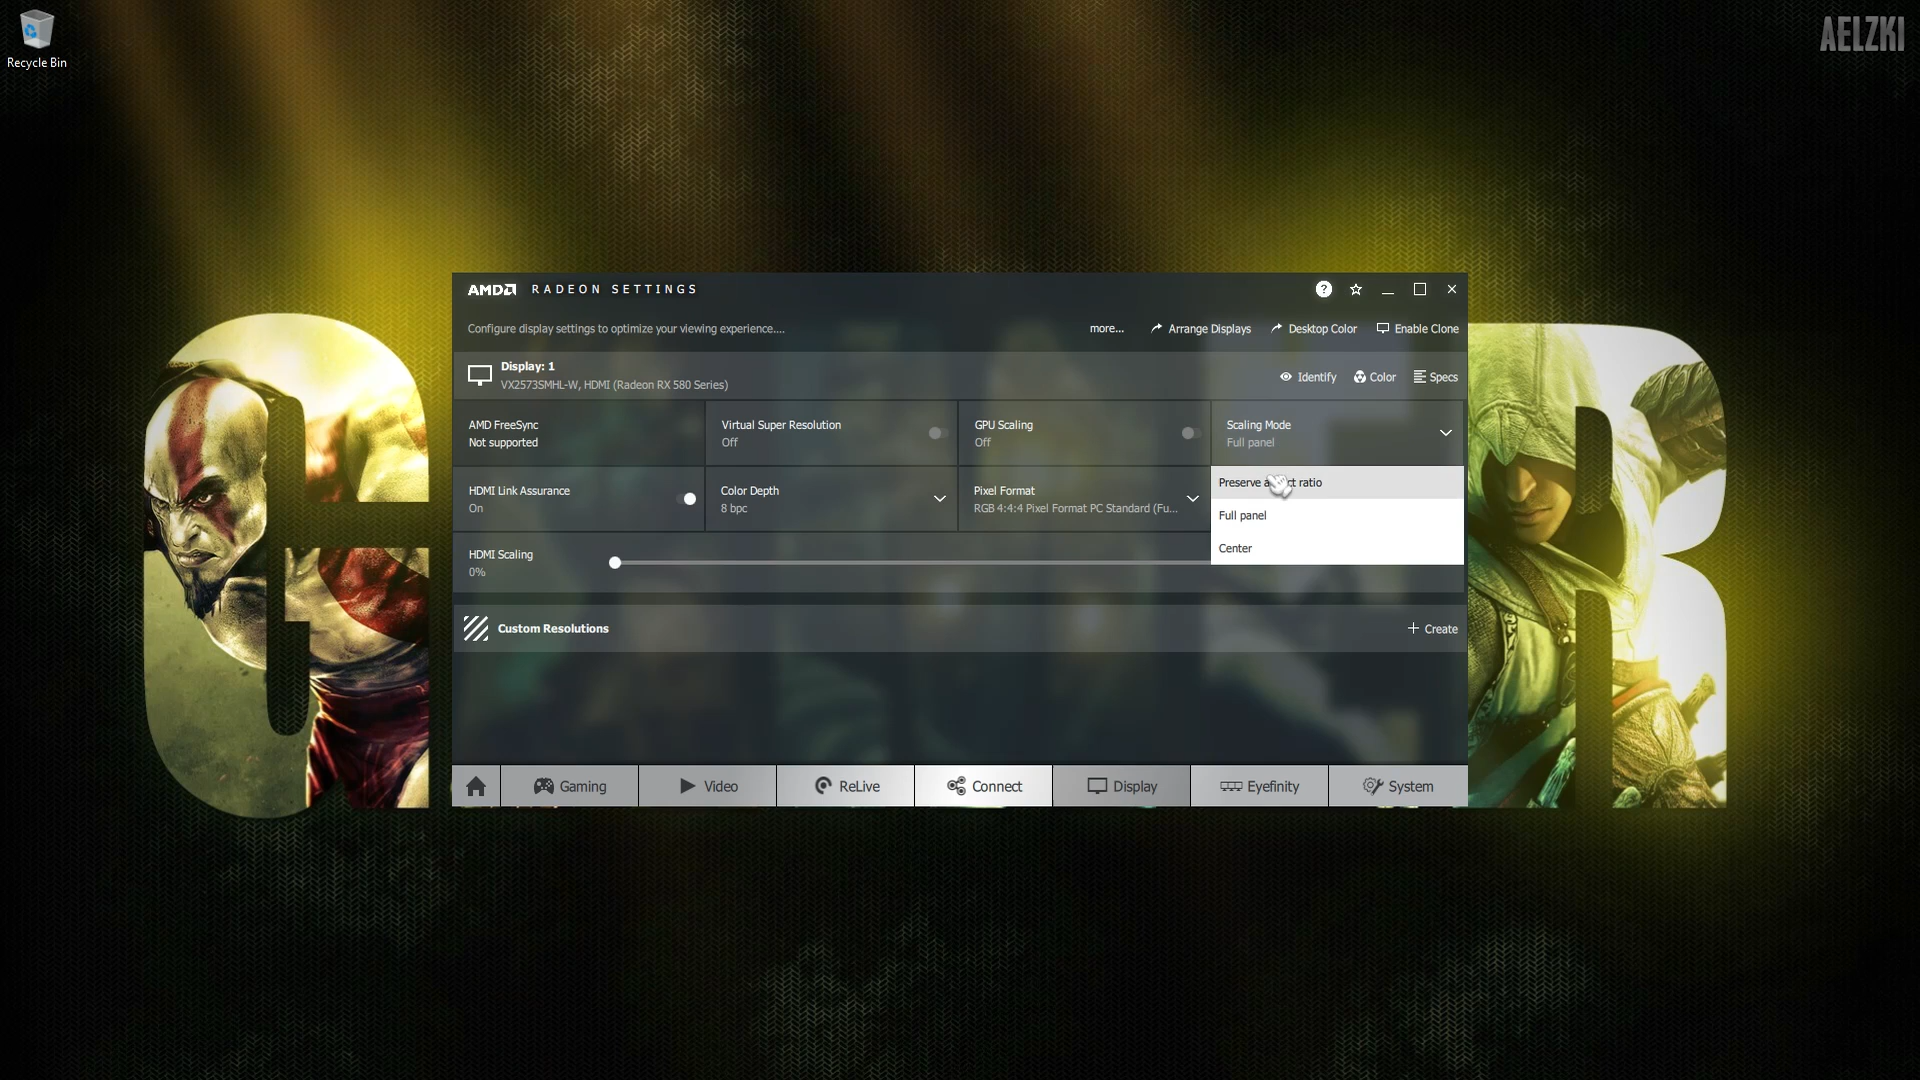 Recycle Bin
AELZKI
AMD RADEON SETTINGS
Configure display settings to optimize your viewing experience....
more...
Arrange Displays
Desktop Color
Enable Clone
Display: 1
VX2573SMHL-W, HDMI (Radeon RX 580 Series)
Identify
Color
Specs
AMD FreeSync
Not supported
Virtual Super Resolution
Off
GPU Scaling
Off
Scaling Mode
Full panel
HDMI Link Assurance
On
Color Depth
8 bpc
Pixel Format
RGB 4:4:4 Pixel Format PC Standard (Fu...
Preserve ratio
Full panel
Center
HDMI Scaling
0%
Custom Resolutions
Create
Gaming
Video
ReLive
Connect
Display
Eyefinity
System